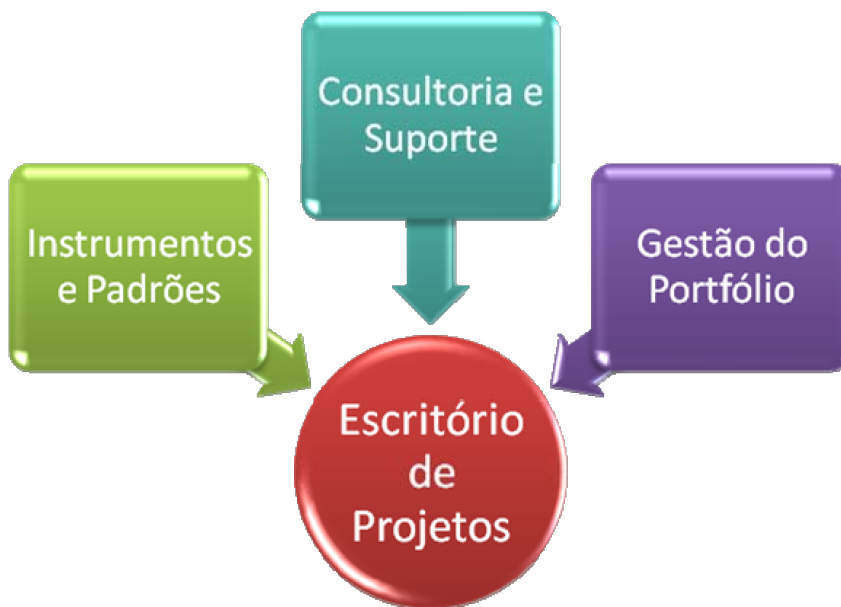 Instrumentos
e Padrões
Consultoria e
Suporte
Gestão do
Portfólio
Escritório
de
Projetos